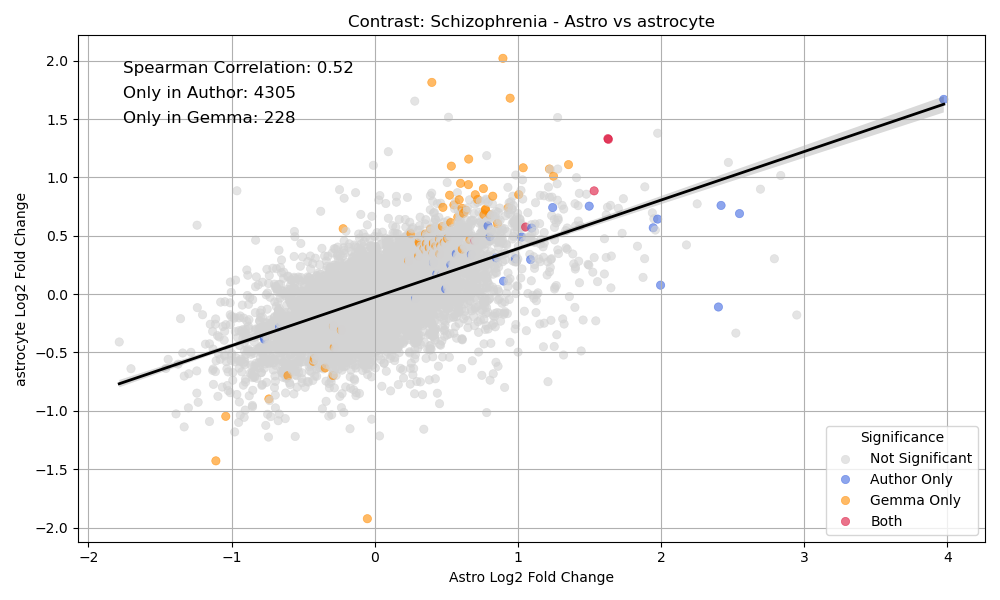 Contrast: Schizophrenia - Astro vs astrocyte
Spearman Correlation: 0.52
Only in Author: 4305
Only in Gemma: 228
astrocyte Log2 Fold Change
2.0
1.5
1.0
0.5
0.0
−0.5
−1.0
−1.5
−2.0
Significance
Not Significant
Author Only
Gemma Only
Both
−2
−1
0
1
2
3
4
Astro Log2 Fold Change